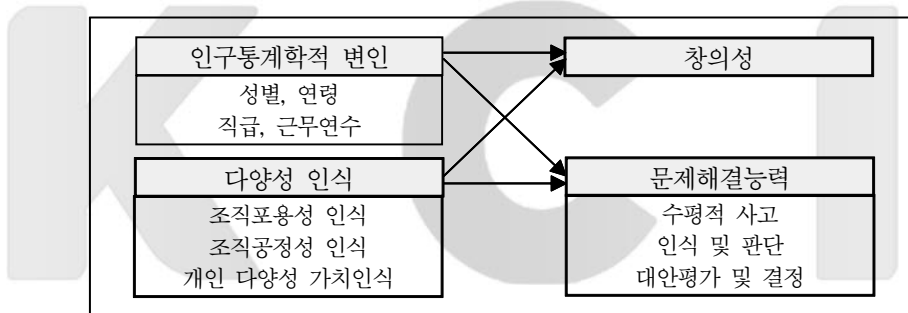 인구통계학적 변인
성별, 연령
직급, 근무연수
창의성
다양성 인식
조직포용성 인식
조직공정성 인식
개인 다양성 가치인식
문제해결능력
수평적 사고
인식 및 판단
대안평가 및 결정
KCI